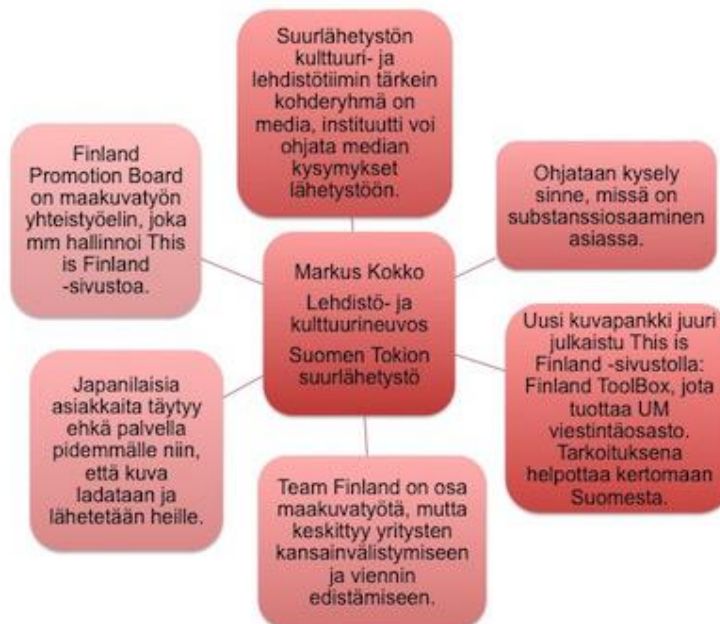 Suurlähetystön
kulttuuri- ja
lehdistötiimin tärkein
kohderyhmä on
media, instituutti voi
ohjata median
kysymykset
lähetystöön.
Ohjataan kysely
sinne, missä on
substanssiosaaminen
asiassa.
Uusi kuvapankki juuri
julkaistu This is
Finland -sivustolla:
Finland ToolBox, jota
tuottaa UM
viestintäosasto.
Tarkoituksena
helpottaa kertomaan
Suomesta.
Team Finland on osa
maakuvatyötä, mutta
keskittyy yritysten
kansainvälistymiseen
ja viennin
edistämiseen.
Japanilaisia
asiakkaita täytyy
ehkä palvella
pidemmälle niin,
että kuva
ladataan ja
lähetetään heille.
Finland
Promotion Board
on maakuvatyön
yhteistyöelin, joka
mm hallinnoi This
is Finland
-sivustoa.
Markus Kokko
Lehdistö- ja
kulttuurineuvos
Suomen Tokion
suurlähetystö